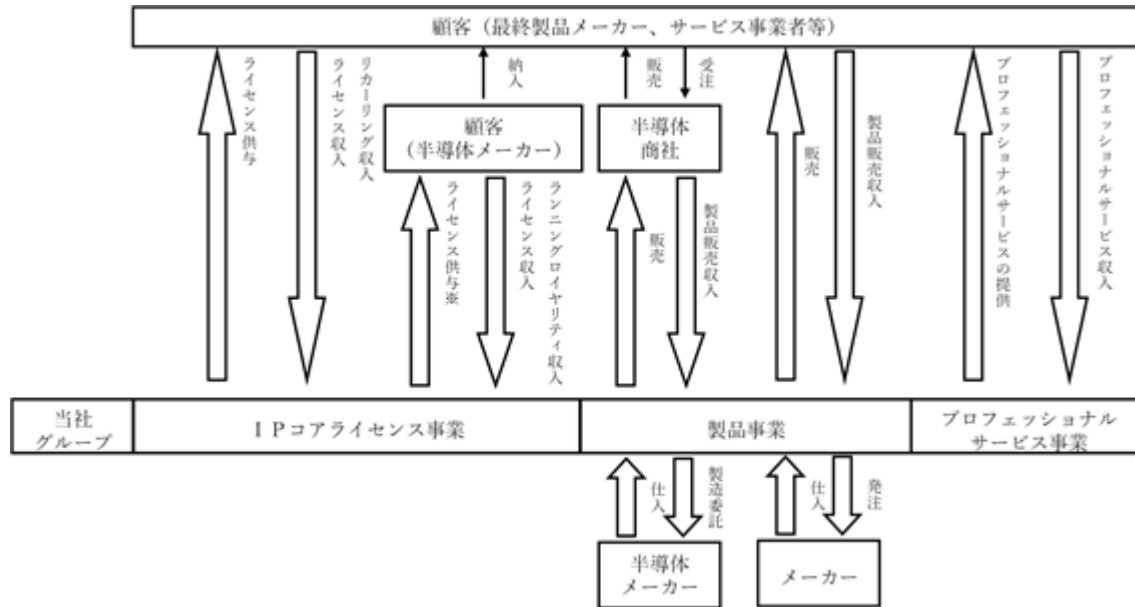 顧客（最終製品メーカー、サービス事業者等）
ライセンス供与
リカーリング収入
ライセンス収入
納入
販売
受注
販売
製品販売収入
プロフェッショナルサービスの提供
プロフェッショナルサービス収入
顧客
（半導体メーカー）
半導体
商社
ライセンス供与※
ランニングロイヤリティ収入
ライセンス収入
販売
製品販売収入
当社
グループ
ＩＰコアライセンス事業
製品事業
プロフェッショナル
サービス事業
仕入
製造委託
仕入
発注
半導体
メーカー
メーカー